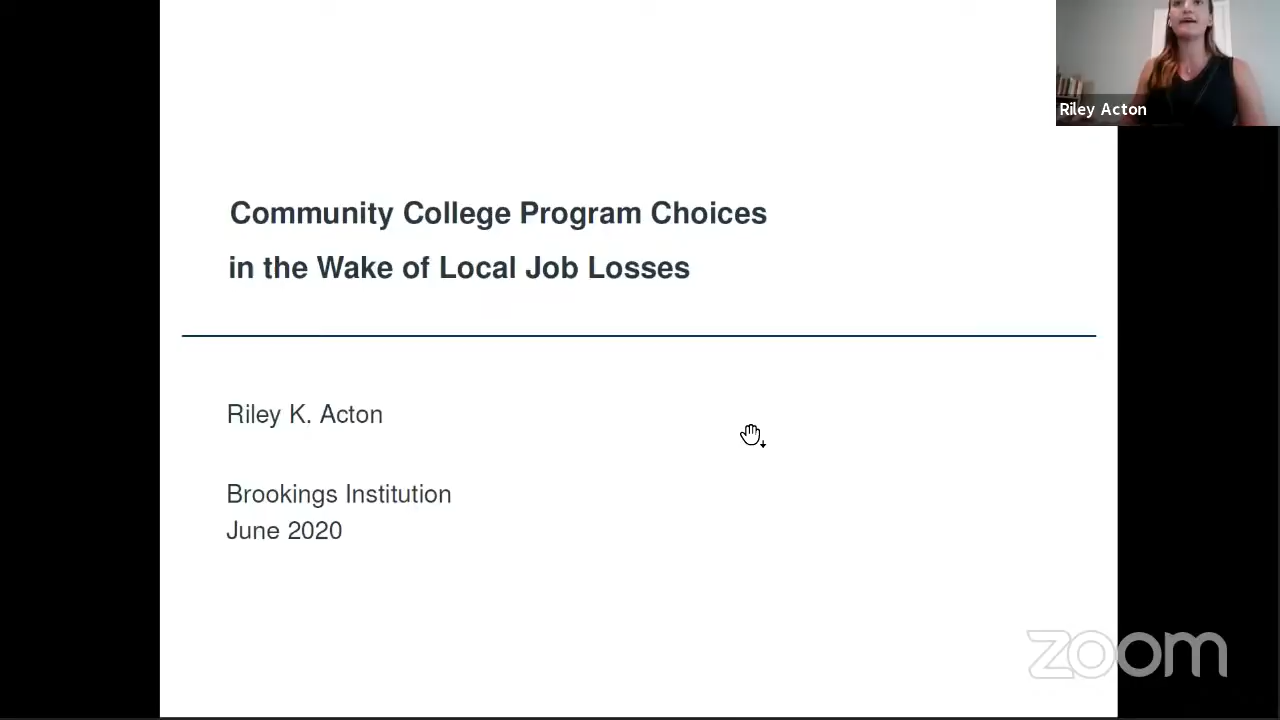 Riley Acton
Community College Program Choices
in the Wake of Local Job Losses
Riley K. Acton
Brookings Institution
June 2020
zoom